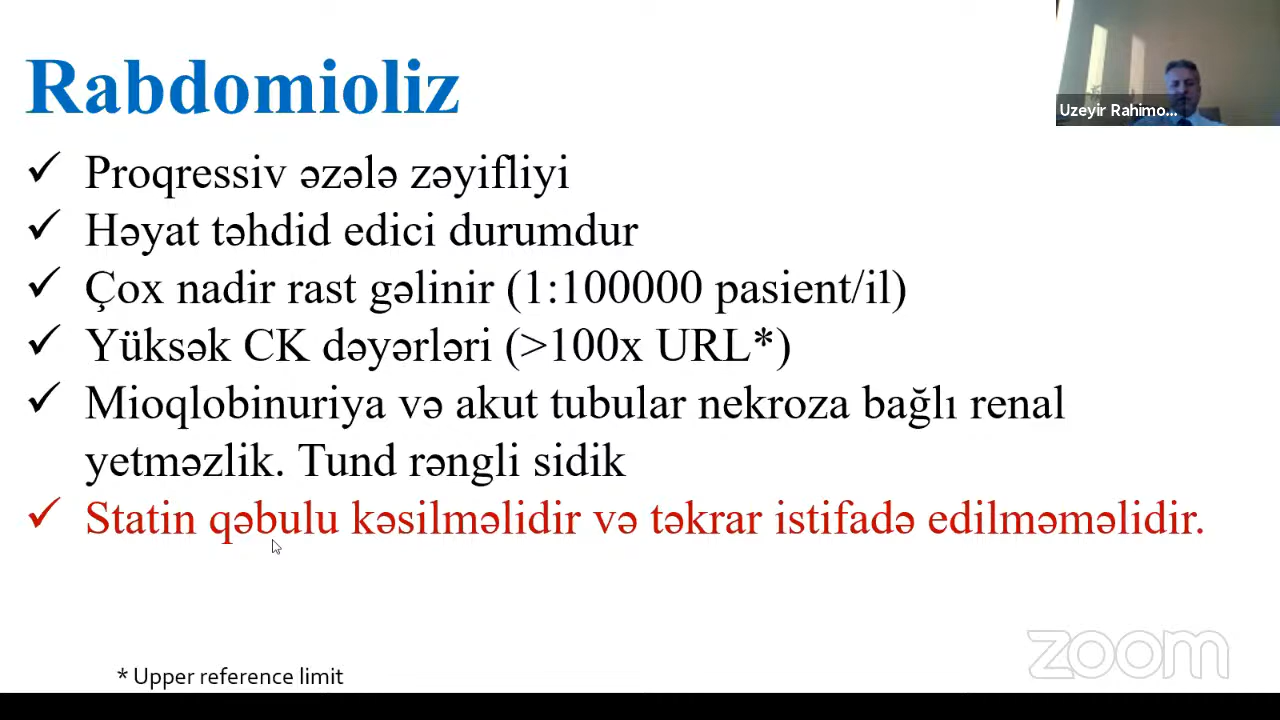 Rabdomioliz
Uzeyir Rahimo...
✓ Proqressiv əzələ zəyifliyi
✓ Həyat təhdid edici durumdur
✓ Çox nadir rast gəlinir (1:100000 pasient/il)
✓ Yüksək CK dəyərləri (>100x URL*)
✓ Mioqlobinuriya və akut tubular nekroza bağlı renal
yetməzlik. Tund rəngli sidik
✓ Statin qəbulu kəsilməlidir və təkrar istifadə edilməməlidir.
zoom
* Upper reference limit